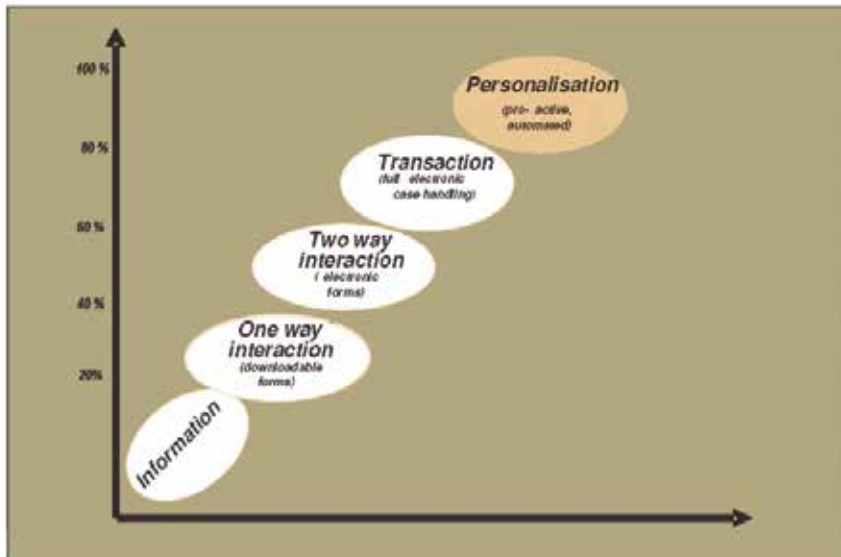 100 %
80 %
60 %
40 %
20%
Personalisation
(pro- active,
automated)
Transaction
(full electronic
case handling)
Two way
interaction
( electronic
forms)
One way
interaction
(downloadable
forms)
Information